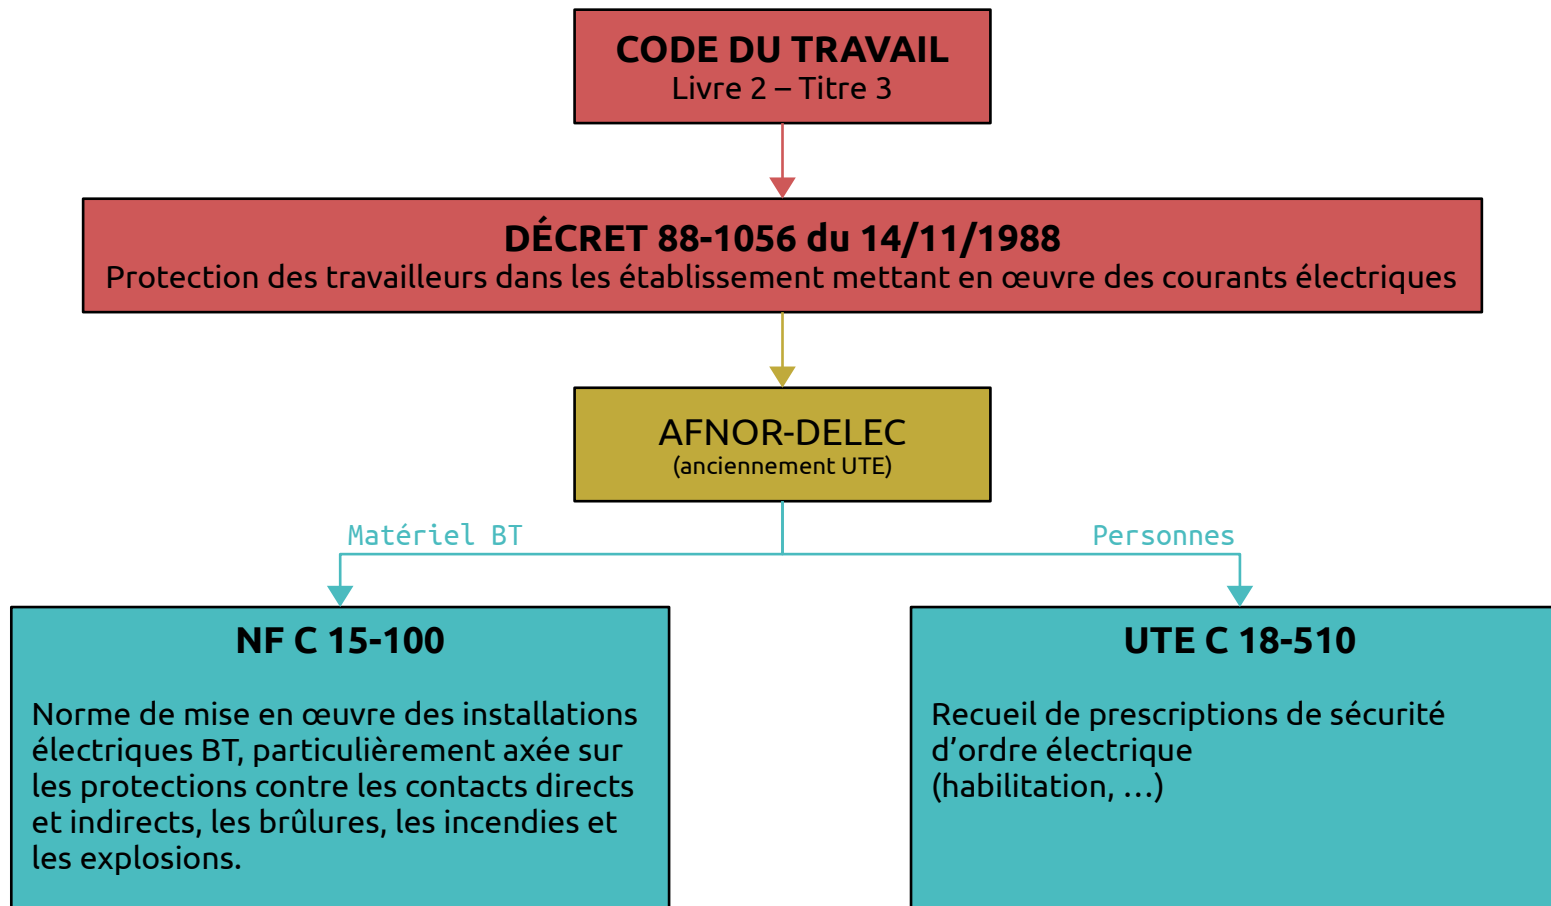 CODE DU TRAVAIL
Livre 2 – Titre 3
DÉCRET 88-1056 du 14/11/1988
Protection des travailleurs dans les établissement mettant en œuvre des courants électriques
AFNOR-DELEC
(anciennement UTE)
Matériel BT
Personnes
NF C 15-100
Norme de mise en œuvre des installations
électriques BT, particulièrement axée sur
les protections contre les contacts directs
et indirects, les brûlures, les incendies et
les explosions.
UTE C 18-510
Recueil de prescriptions de sécurité
d’ordre électrique
(habilitation, …)